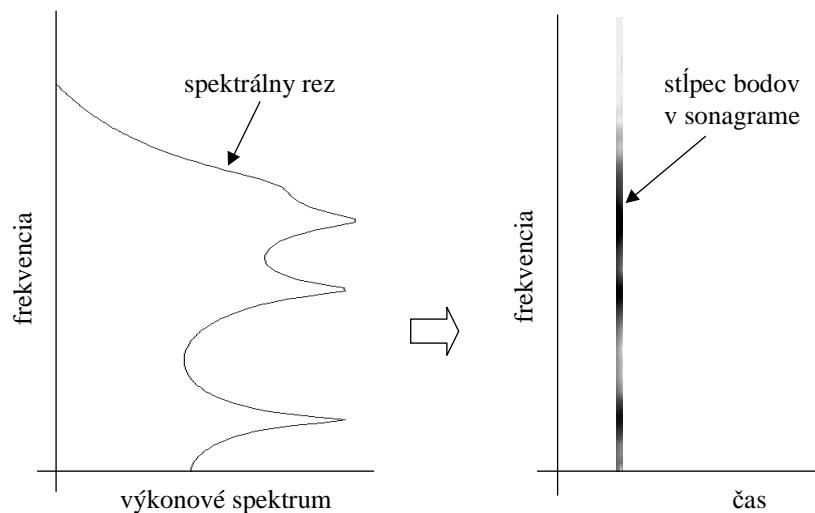 spektrálny rez
frekvencia
výkonové spektrum
stĺpec bodov
v sonagrame
frekvencia
čas